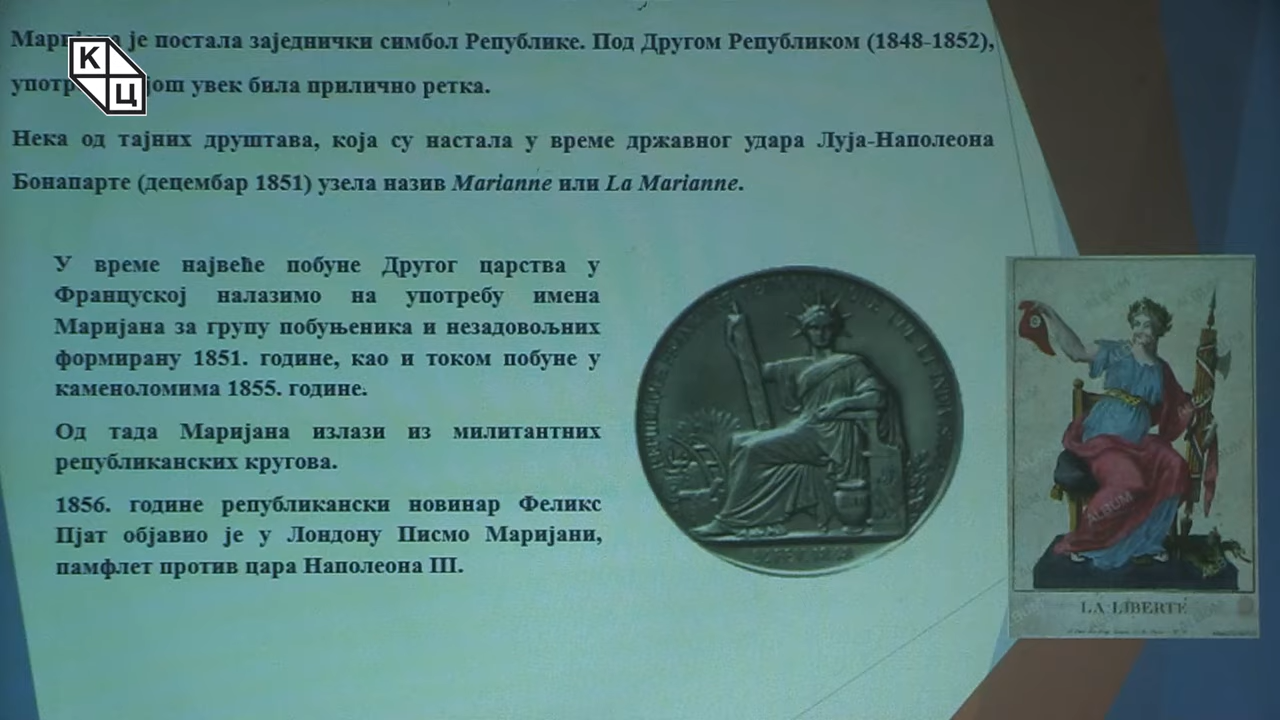 је постала заједнички симбол Републике. Под Другом Републиком (1848-1852),
још увек била прилично ретка.
К
Ц
Нека од тајних друштава, која су настала у време државног удара Луја-Наполеона
Бонапарте (децембар 1851) узела назив Marianne или La Marianne.
У време највеће побуне Другог царства у
Француској налазимо на употребу имена
Маријана за групу побуњеника и незадовољних
формирану 1851. године, као и током побуне у
каменоломима 1855. године.
Од тада Маријана излази из милитантних
републиканских кругова.
1856. године републикански новинар Феликс
Пјат објавио је у Лондону Писмо Маријани,
памфлет против цара Наполеона III.
ALBUM
LA LIBERTÉ